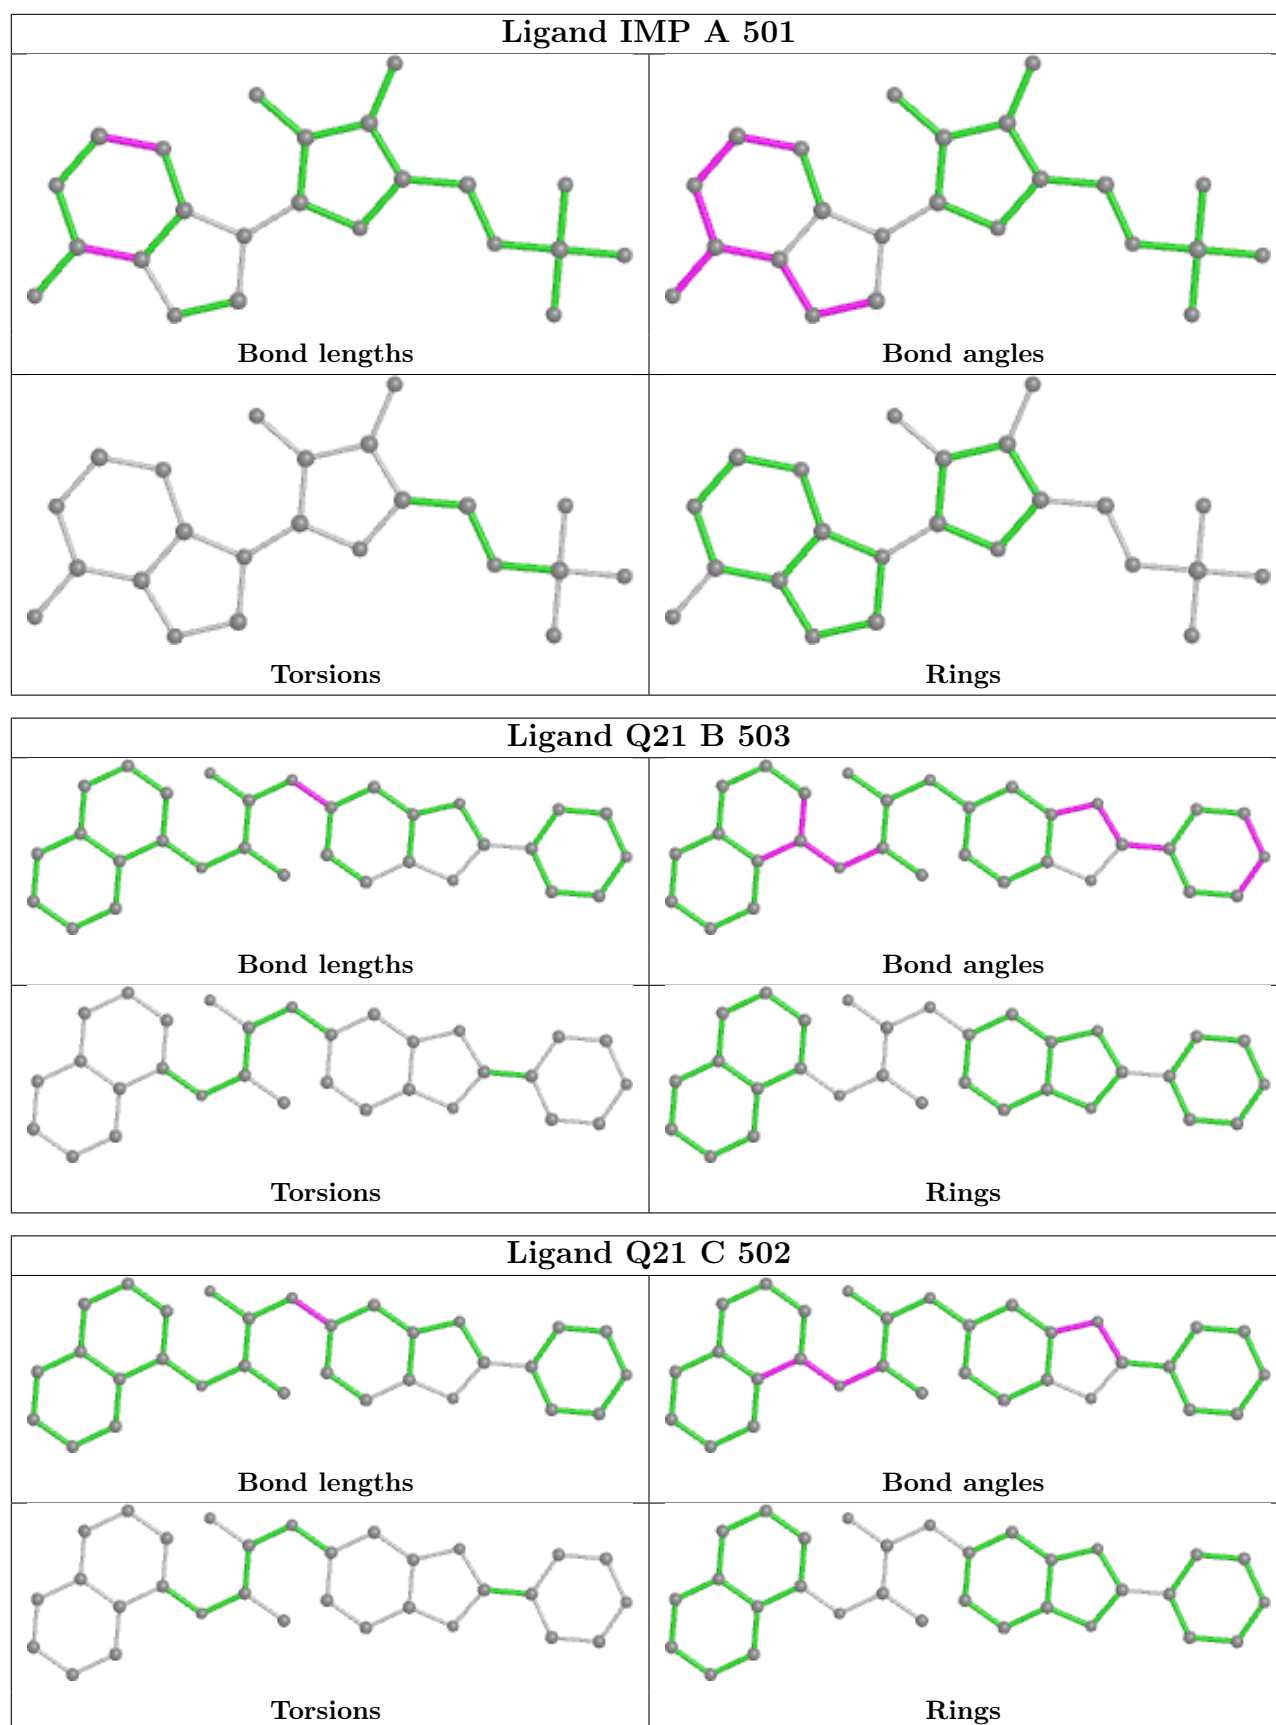 Ligand IMP A 501
Bond lengths
Bond angles
Torsions
Rings
Ligand Q21 B 503
Bond lengths
Bond angles
Torsions
Rings
Ligand Q21 C 502
Bond lengths
Bond angles
Torsions
Rings